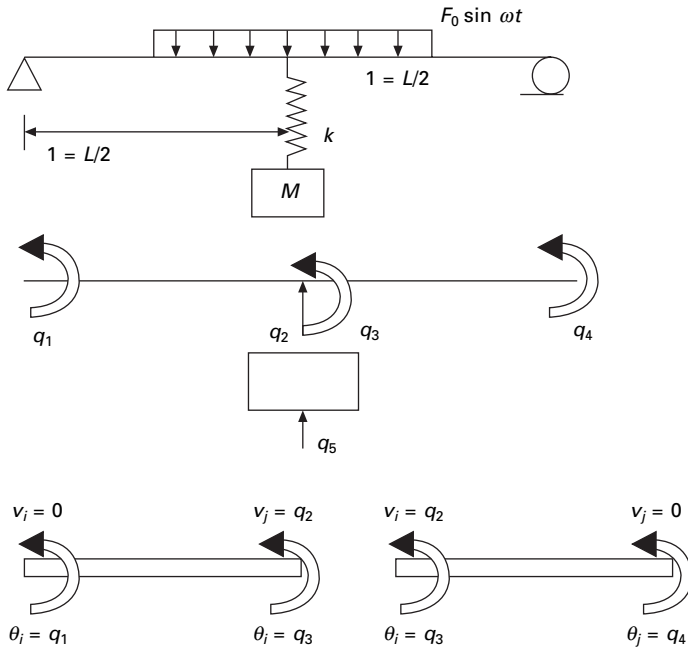 F₀ sin ωt
1 = L/2
k
1 = L/2
M
q₁
q₂
q₃
q₄
q₅
vᵢ = 0
vⱼ = q₂
vᵢ = q₂
vⱼ = 0
θᵢ = q₁
θᵢ = q₃
θᵢ = q₃
θⱼ = q₄